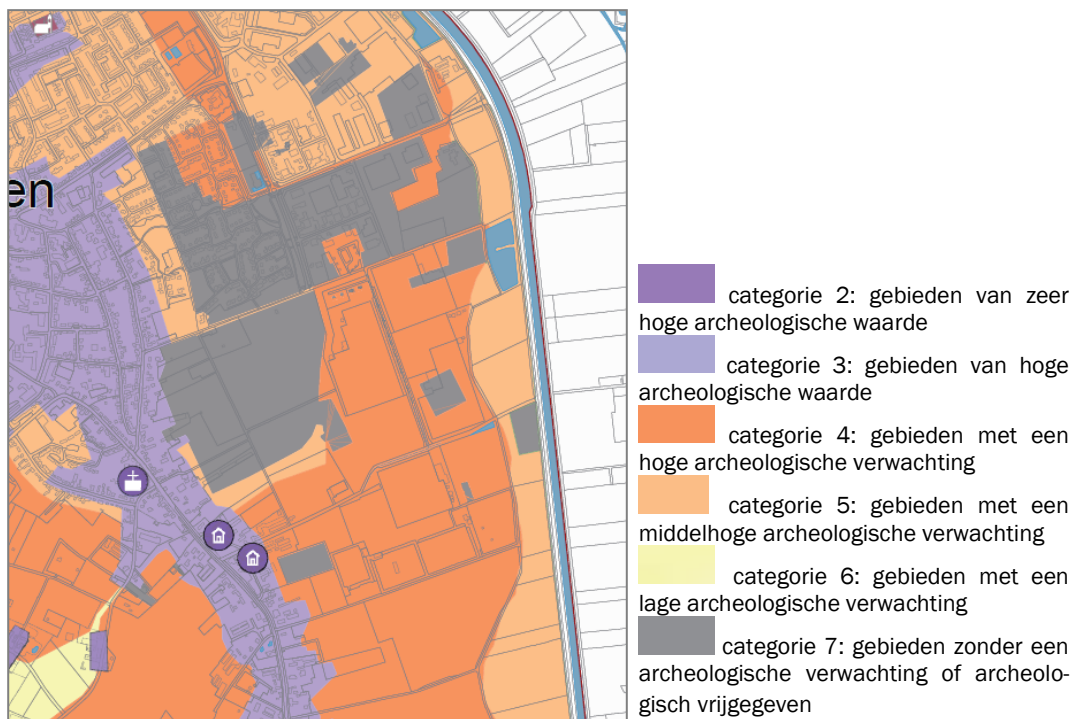 en
categorie 2: gebieden van zeer
hoge archeologische waarde
categorie 3: gebieden van hoge
archeologische waarde
categorie 4: gebieden met een
hoge archeologische verwachting
categorie 5: gebieden met een
middelhoge archeologische verwachting
categorie 6: gebieden met een
lage archeologische verwachting
categorie 7: gebieden zonder een
archeologische verwachting of archeolo-
gisch vrijgegeven